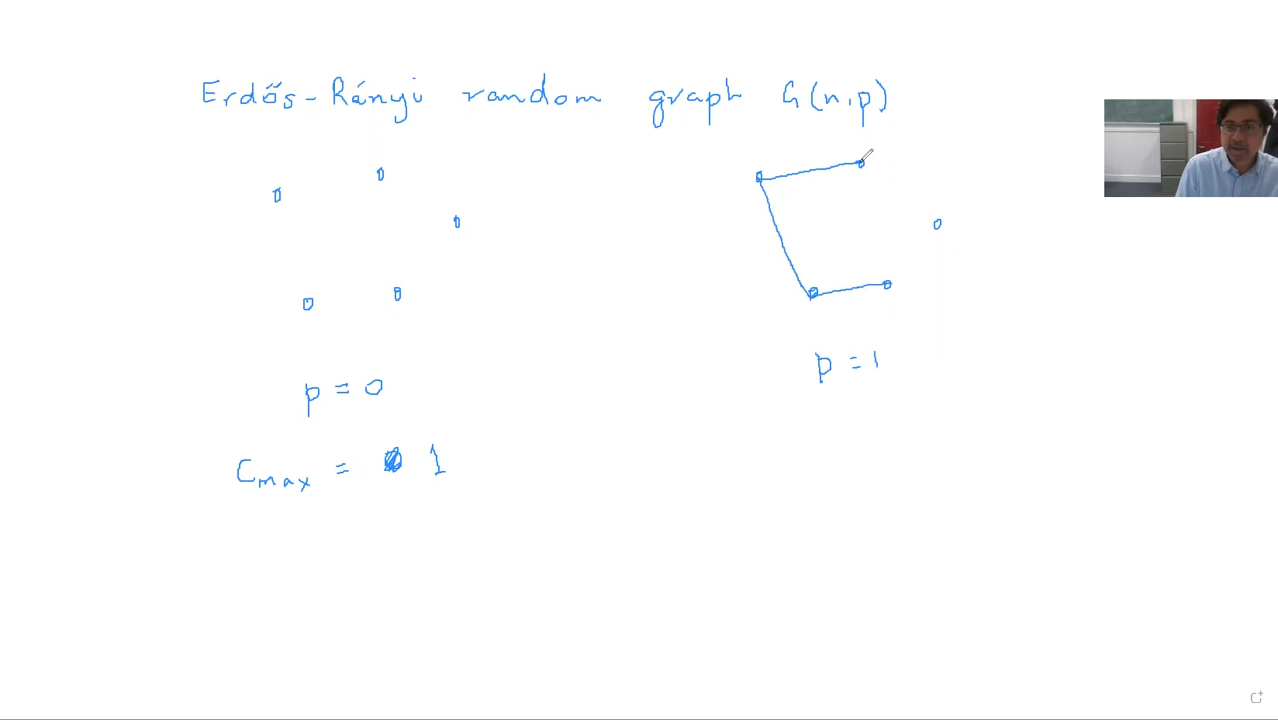 Erdős-Rényi random graph G(n,p)
p = 1
p = 0
Cmax = 1